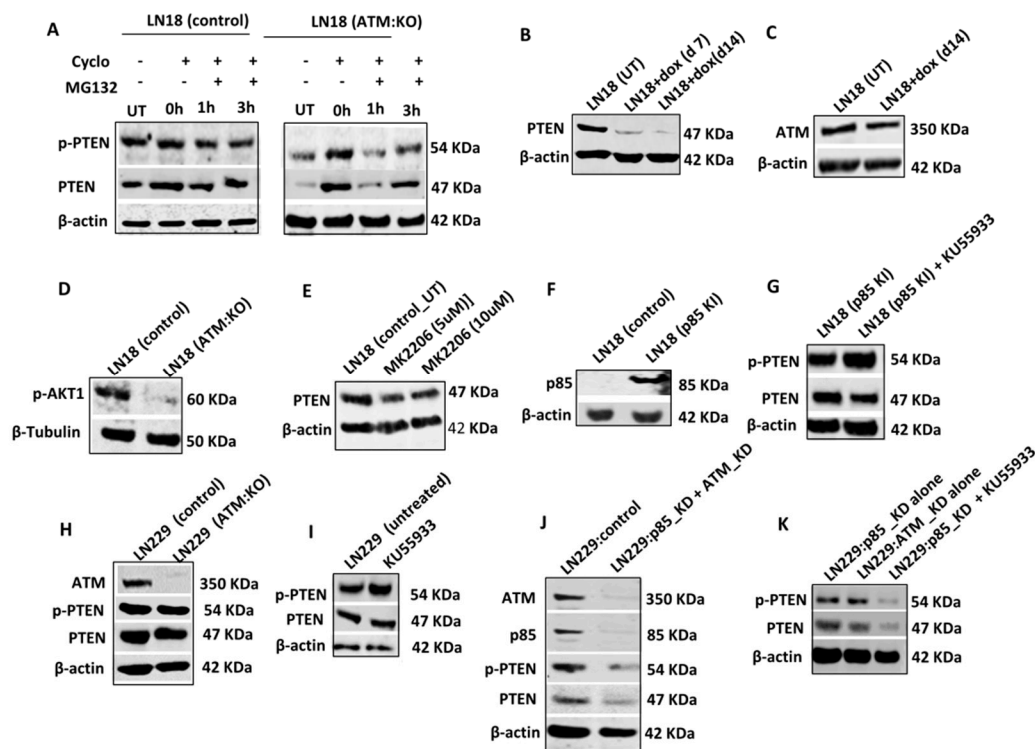 A
LN18 (control)
LN18 (ATM:KO)
Cyclo - + + + - + + +
MG132 - - + + - - + +
UT 0h 1h 3h UT 0h 1h 3h
p-PTEN 54 KDa
PTEN 47 KDa
β-actin 42 KDa
B
LN18 (UT)
LN18+dox (d 7)
LN18+dox(d14)
PTEN 47 KDa
β-actin 42 KDa
C
LN18 (UT)
LN18+dox (d14)
ATM 350 KDa
β-actin 42 KDa
D
LN18 (control)
LN18 (ATM:KO)
p-AKT1 60 KDa
β-Tubulin 50 KDa
E
LN18 (control_UT)
MK2206 (5uM)]
MK2206 (10uM)
PTEN 47 KDa
β-actin 42 KDa
F
LN18 (control)
LN18 (p85 KI)
p85 85 KDa
β-actin 42 KDa
G
LN18 (p85 KI)
LN18 (p85 KI) + KU55933
p-PTEN 54 KDa
PTEN 47 KDa
β-actin 42 KDa
H
LN229 (control)
LN229 (ATM:KO)
ATM 350 KDa
p-PTEN 54 KDa
PTEN 47 KDa
β-actin 42 KDa
I
LN229 (untreated)
KU55933
p-PTEN 54 KDa
PTEN 47 KDa
β-actin 42 KDa
J
LN229:control
LN229:p85_KD + ATM_KD
ATM 350 KDa
p85 85 KDa
p-PTEN 54 KDa
PTEN 47 KDa
β-actin 42 KDa
K
LN229:p85_KD alone
LN229:ATM_KD alone
LN229:p85_KD + KU55933
p-PTEN 54 KDa
PTEN 47 KDa
β-actin 42 KDa